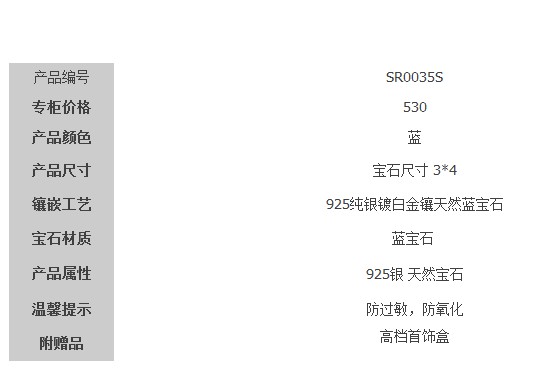 产品编号 SR0035S
专柜价格 530
产品颜色 蓝
产品尺寸 宝石尺寸 3*4
镶嵌工艺 925纯银镀白金镶天然蓝宝石
宝石材质 蓝宝石
产品属性 925银 天然宝石
温馨提示 防过敏，防氧化
附赠品 高档首饰盒